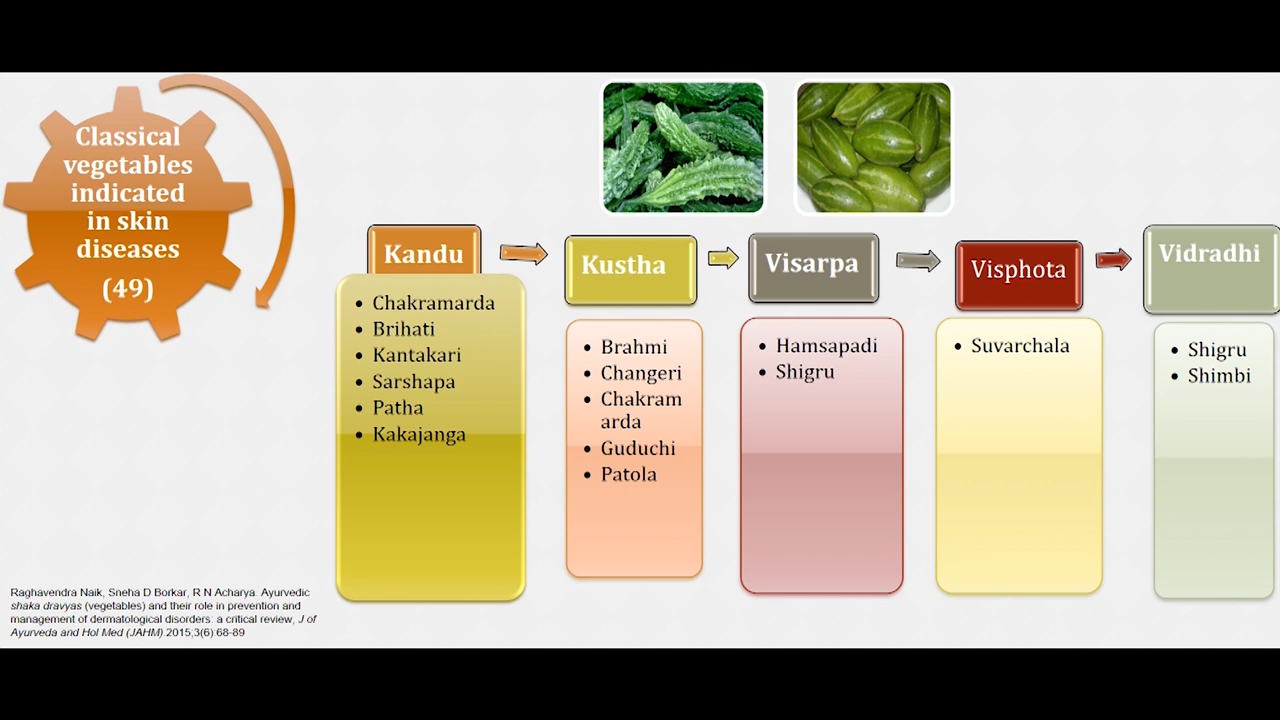 Classical
vegetables
indicated
in skin
diseases
(49)
Kandu
• Chakramarda
• Brihati
• Kantakari
• Sarshapa
• Patha
• Kakajanga
Kustha
• Brahmi
• Changeri
• Chakram
arda
• Guduchi
• Patola
Visarpa
• Hamsapadi
• Shigru
Visphota
• Suvarchala
Vidradhi
• Shigru
• Shimbi
Raghavendra Naik, Sneha D Borkar, R N Acharya. Ayurvedic
shaka dravyas (vegetables) and their role in prevention and
management of dermatological disorders: a critical review, J of
Ayurveda and Hol Med (JAHM).2015;3(6):68-89